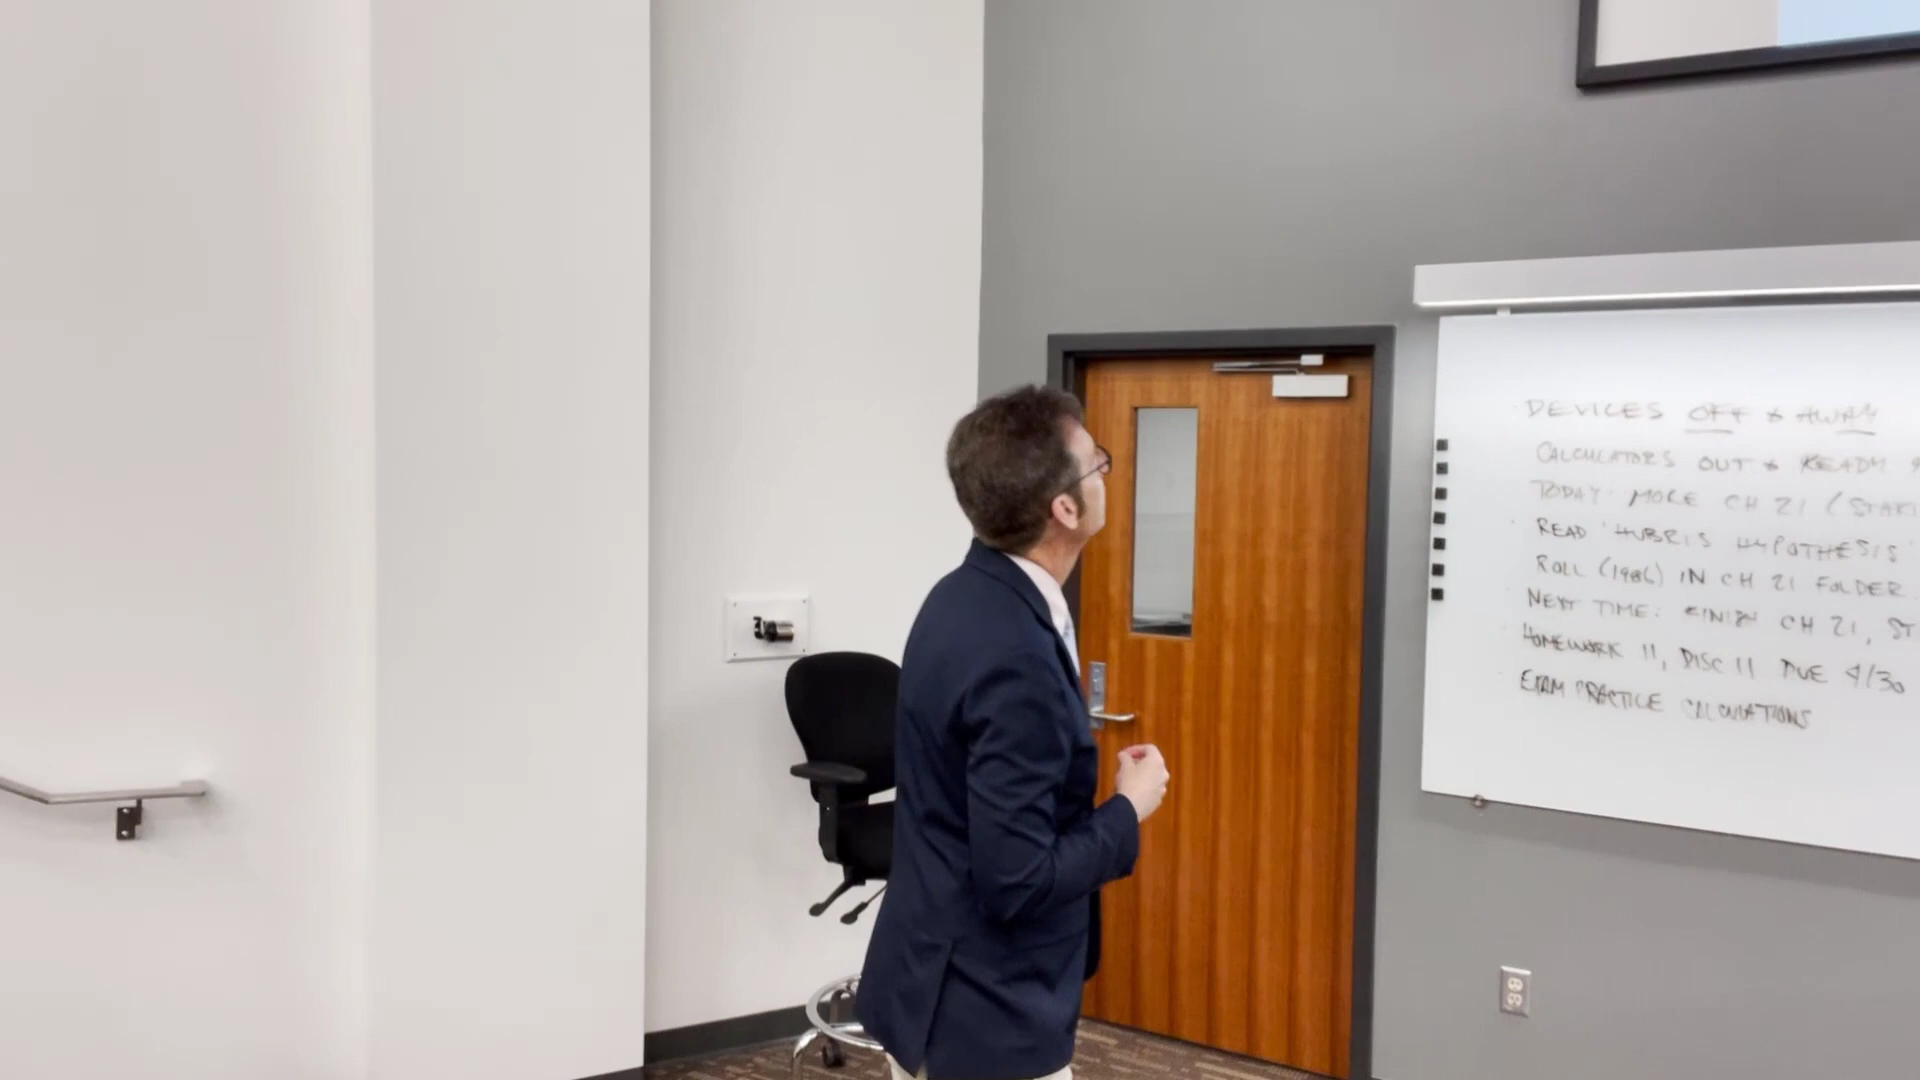 DEVICES OFF & AWAY
CALCULATORS OUT & READY
TODAY: MORE CH 21 (START
READ "HUBRIS HYPOTHESIS"
ROLL (1986) IN CH 21 FOLDER
NEXT TIME: FINISH CH 21, ST
HOMEWORK 11, DISC 11 DUE 4/30
EXAM PRACTICE CALCULATIONS